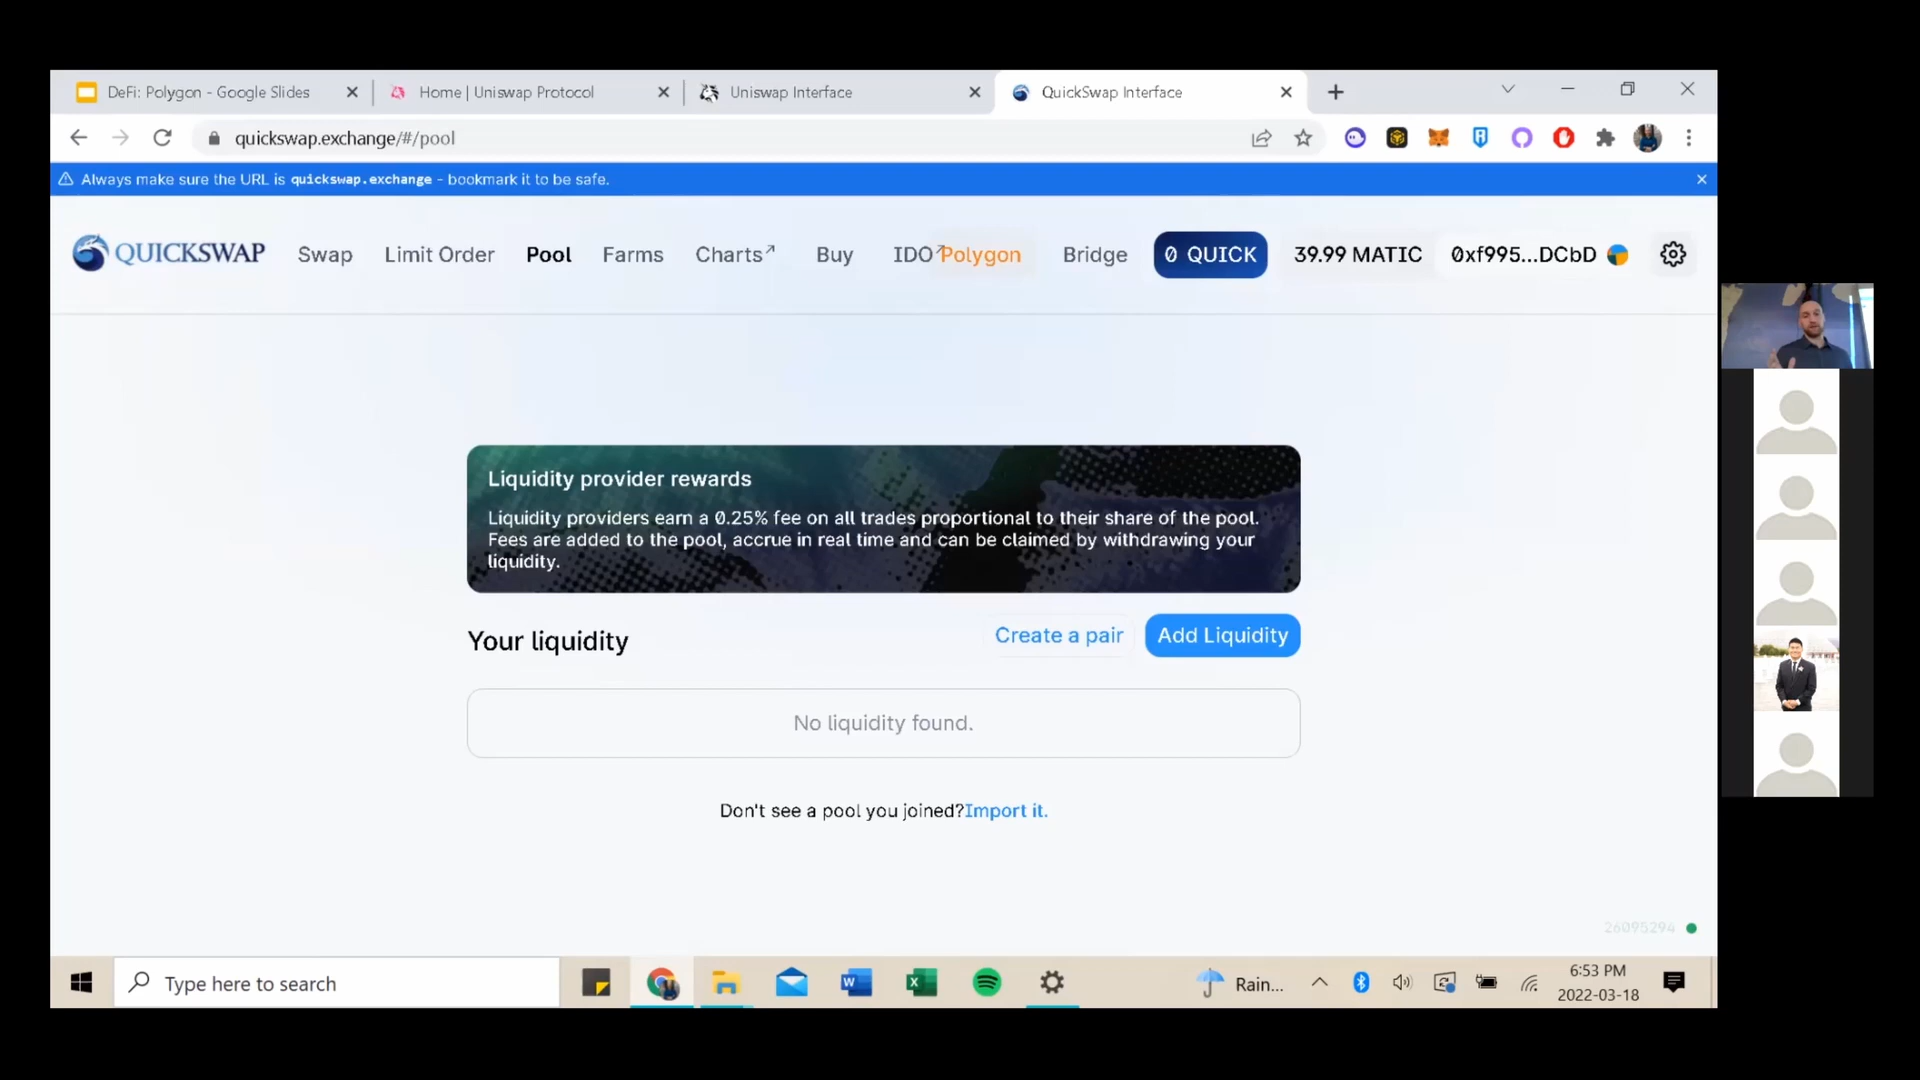 DeFi: Polygon - Google Slides
Home | Uniswap Protocol
Uniswap Interface
QuickSwap Interface
quickswap.exchange/#/pool
Always make sure the URL is quickswap.exchange - bookmark it to be safe.
QUICKSWAP
Swap
Limit Order
Pool
Farms
Charts↗
Buy
IDO↗
Polygon
Bridge
0 QUICK
39.99 MATIC
0xf995...DCbD
Liquidity provider rewards
Liquidity providers earn a 0.25% fee on all trades proportional to their share of the pool.
Fees are added to the pool, accrue in real time and can be claimed by withdrawing your
liquidity.
Your liquidity
Create a pair
Add Liquidity
No liquidity found.
Don't see a pool you joined?Import it.
26095294
Type here to search
Rain...
6:53 PM
2022-03-18